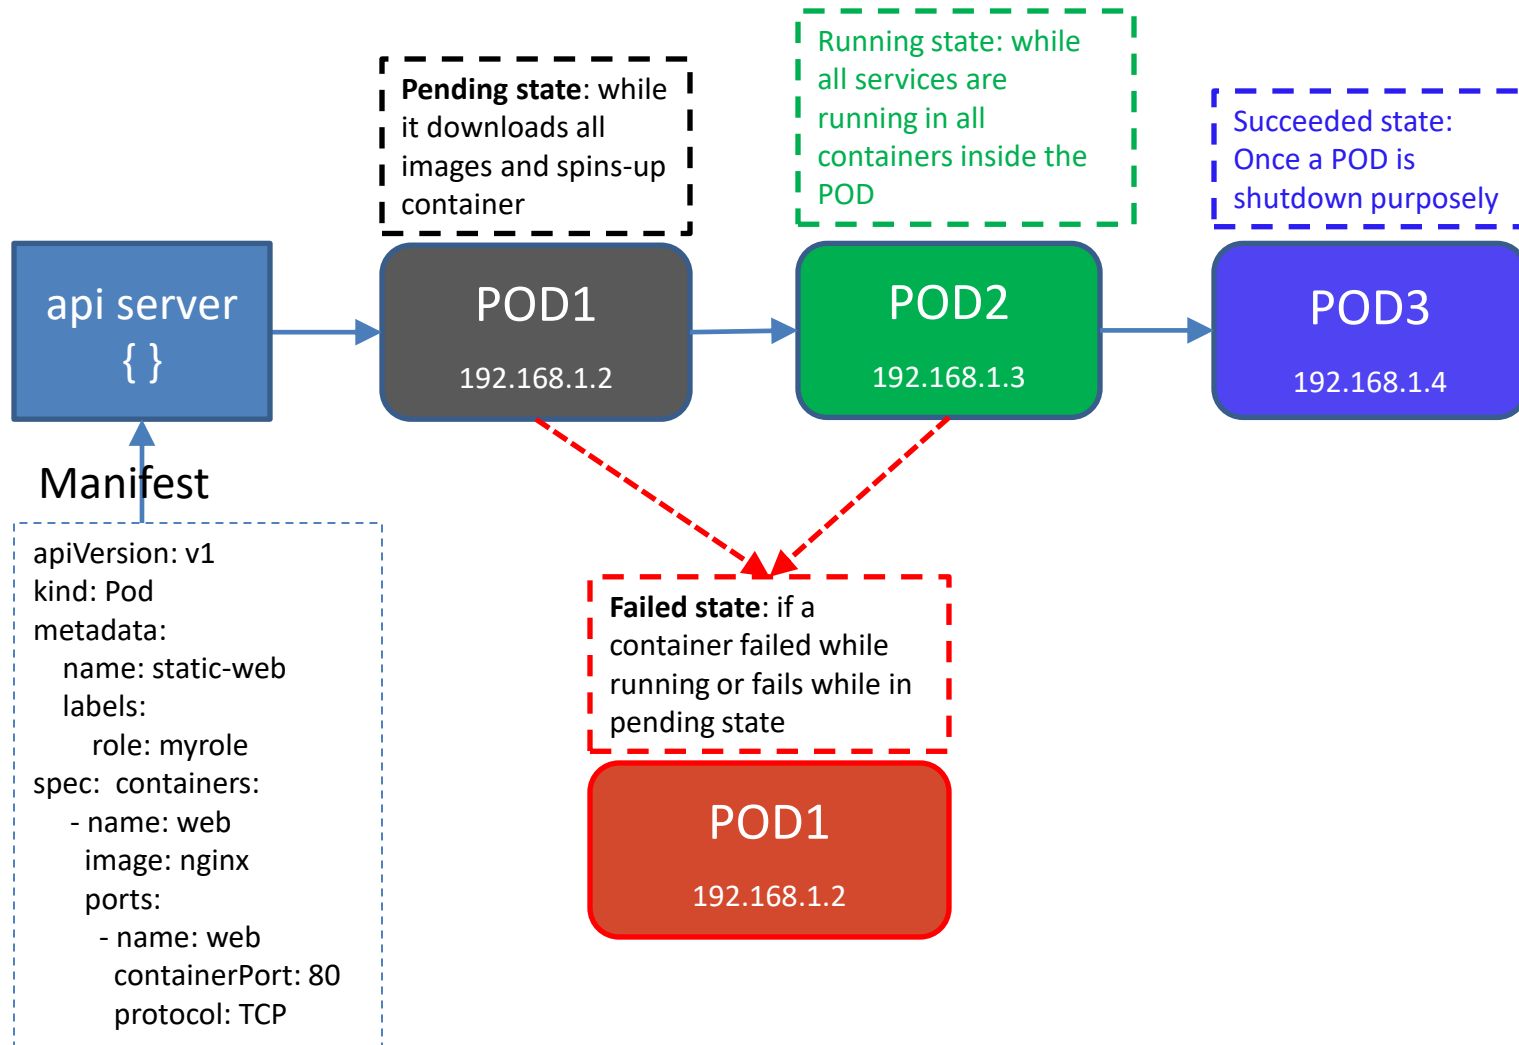 Pending state: while
it downloads all
images and spins-up
container
Running state: while
all services are
running in all
containers inside the
POD
Succeeded state:
Once a POD is
shutdown purposely
api server
{ }
POD1
192.168.1.2
POD2
192.168.1.3
POD3
192.168.1.4
Manifest
apiVersion: v1
kind: Pod
metadata:
name: static-web
labels:
role: myrole
spec: containers:
- name: web
image: nginx
ports:
- name: web
containerPort: 80
protocol: TCP
Failed state: if a
container failed while
running or fails while in
pending state
POD1
192.168.1.2